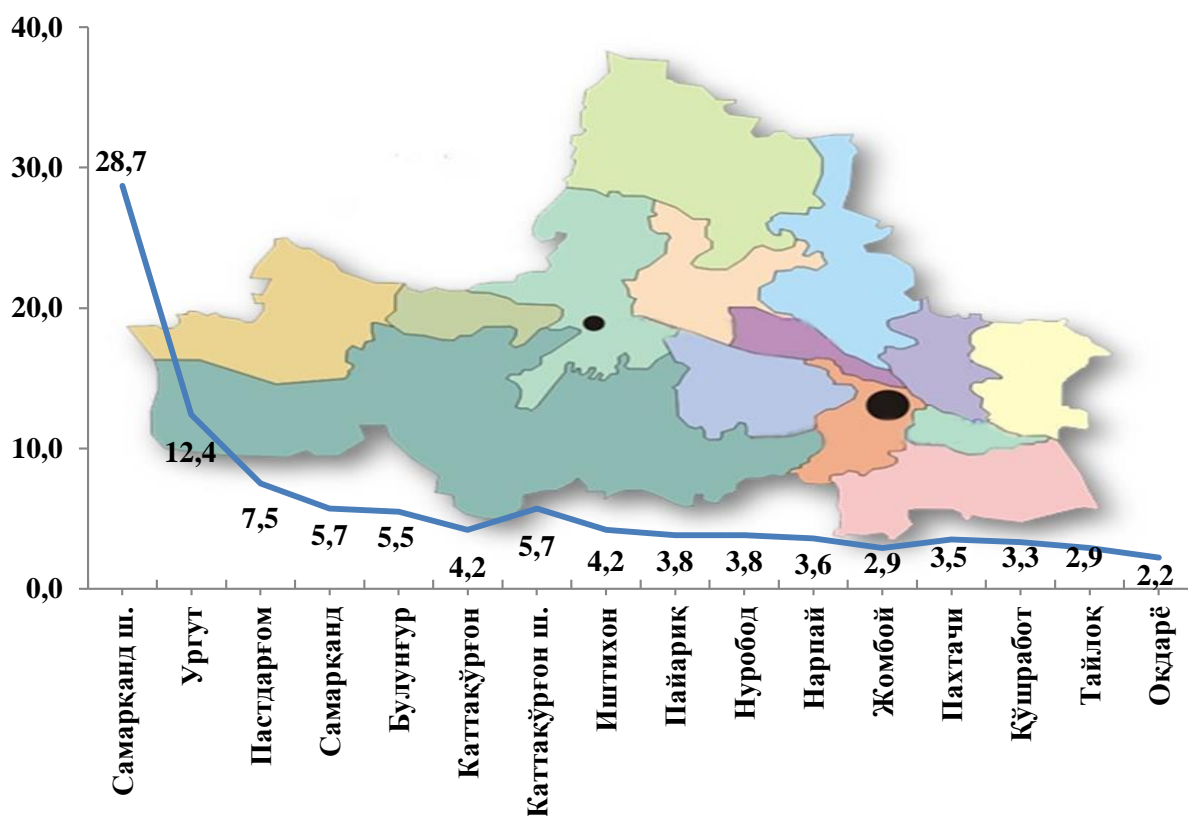 40,0
30,0
20,0
10,0
0,0
28,7
12,4
7,5
5,7
5,5
4,2
5,7
4,2
3,8
3,8
3,6
2,9
3,5
3,3
2,9
2,2
Самарқанд ш.
Ургут
Пастдарғом
Самарқанд
Булунғур
Каттақўрғон
Каттақўрғон ш.
Иштихон
Пайариқ
Нуробод
Нарпай
Жомбой
Пахтачи
Қўшработ
Тайлоқ
Оқдарё